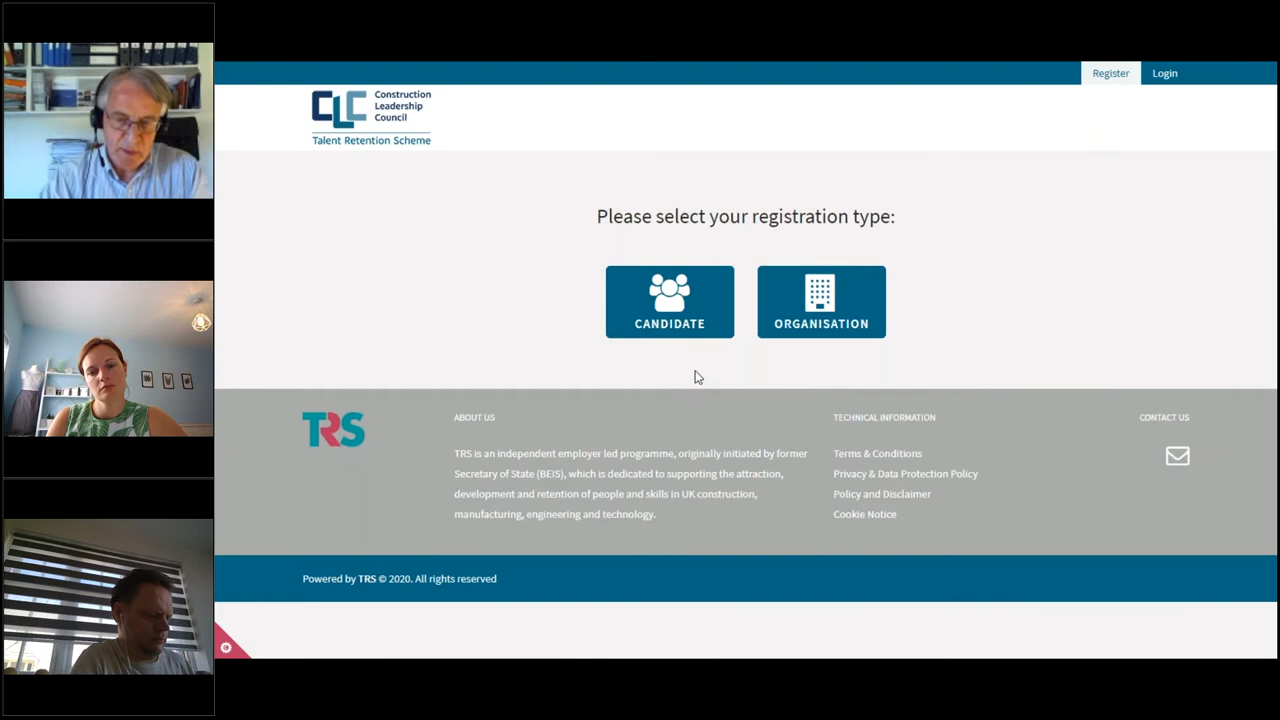 Register
Login
CLC
Construction
Leadership
Council
Talent Retention Scheme
Please select your registration type:
CANDIDATE
ORGANISATION
TRS
ABOUT US
TRS is an independent employer led programme, originally initiated by former
Secretary of State (BEIS), which is dedicated to supporting the attraction,
development and retention of people and skills in UK construction,
manufacturing, engineering and technology.
TECHNICAL INFORMATION
Terms & Conditions
Privacy & Data Protection Policy
Policy and Disclaimer
Cookie Notice
CONTACT US
Powered by TRS © 2020. All rights reserved